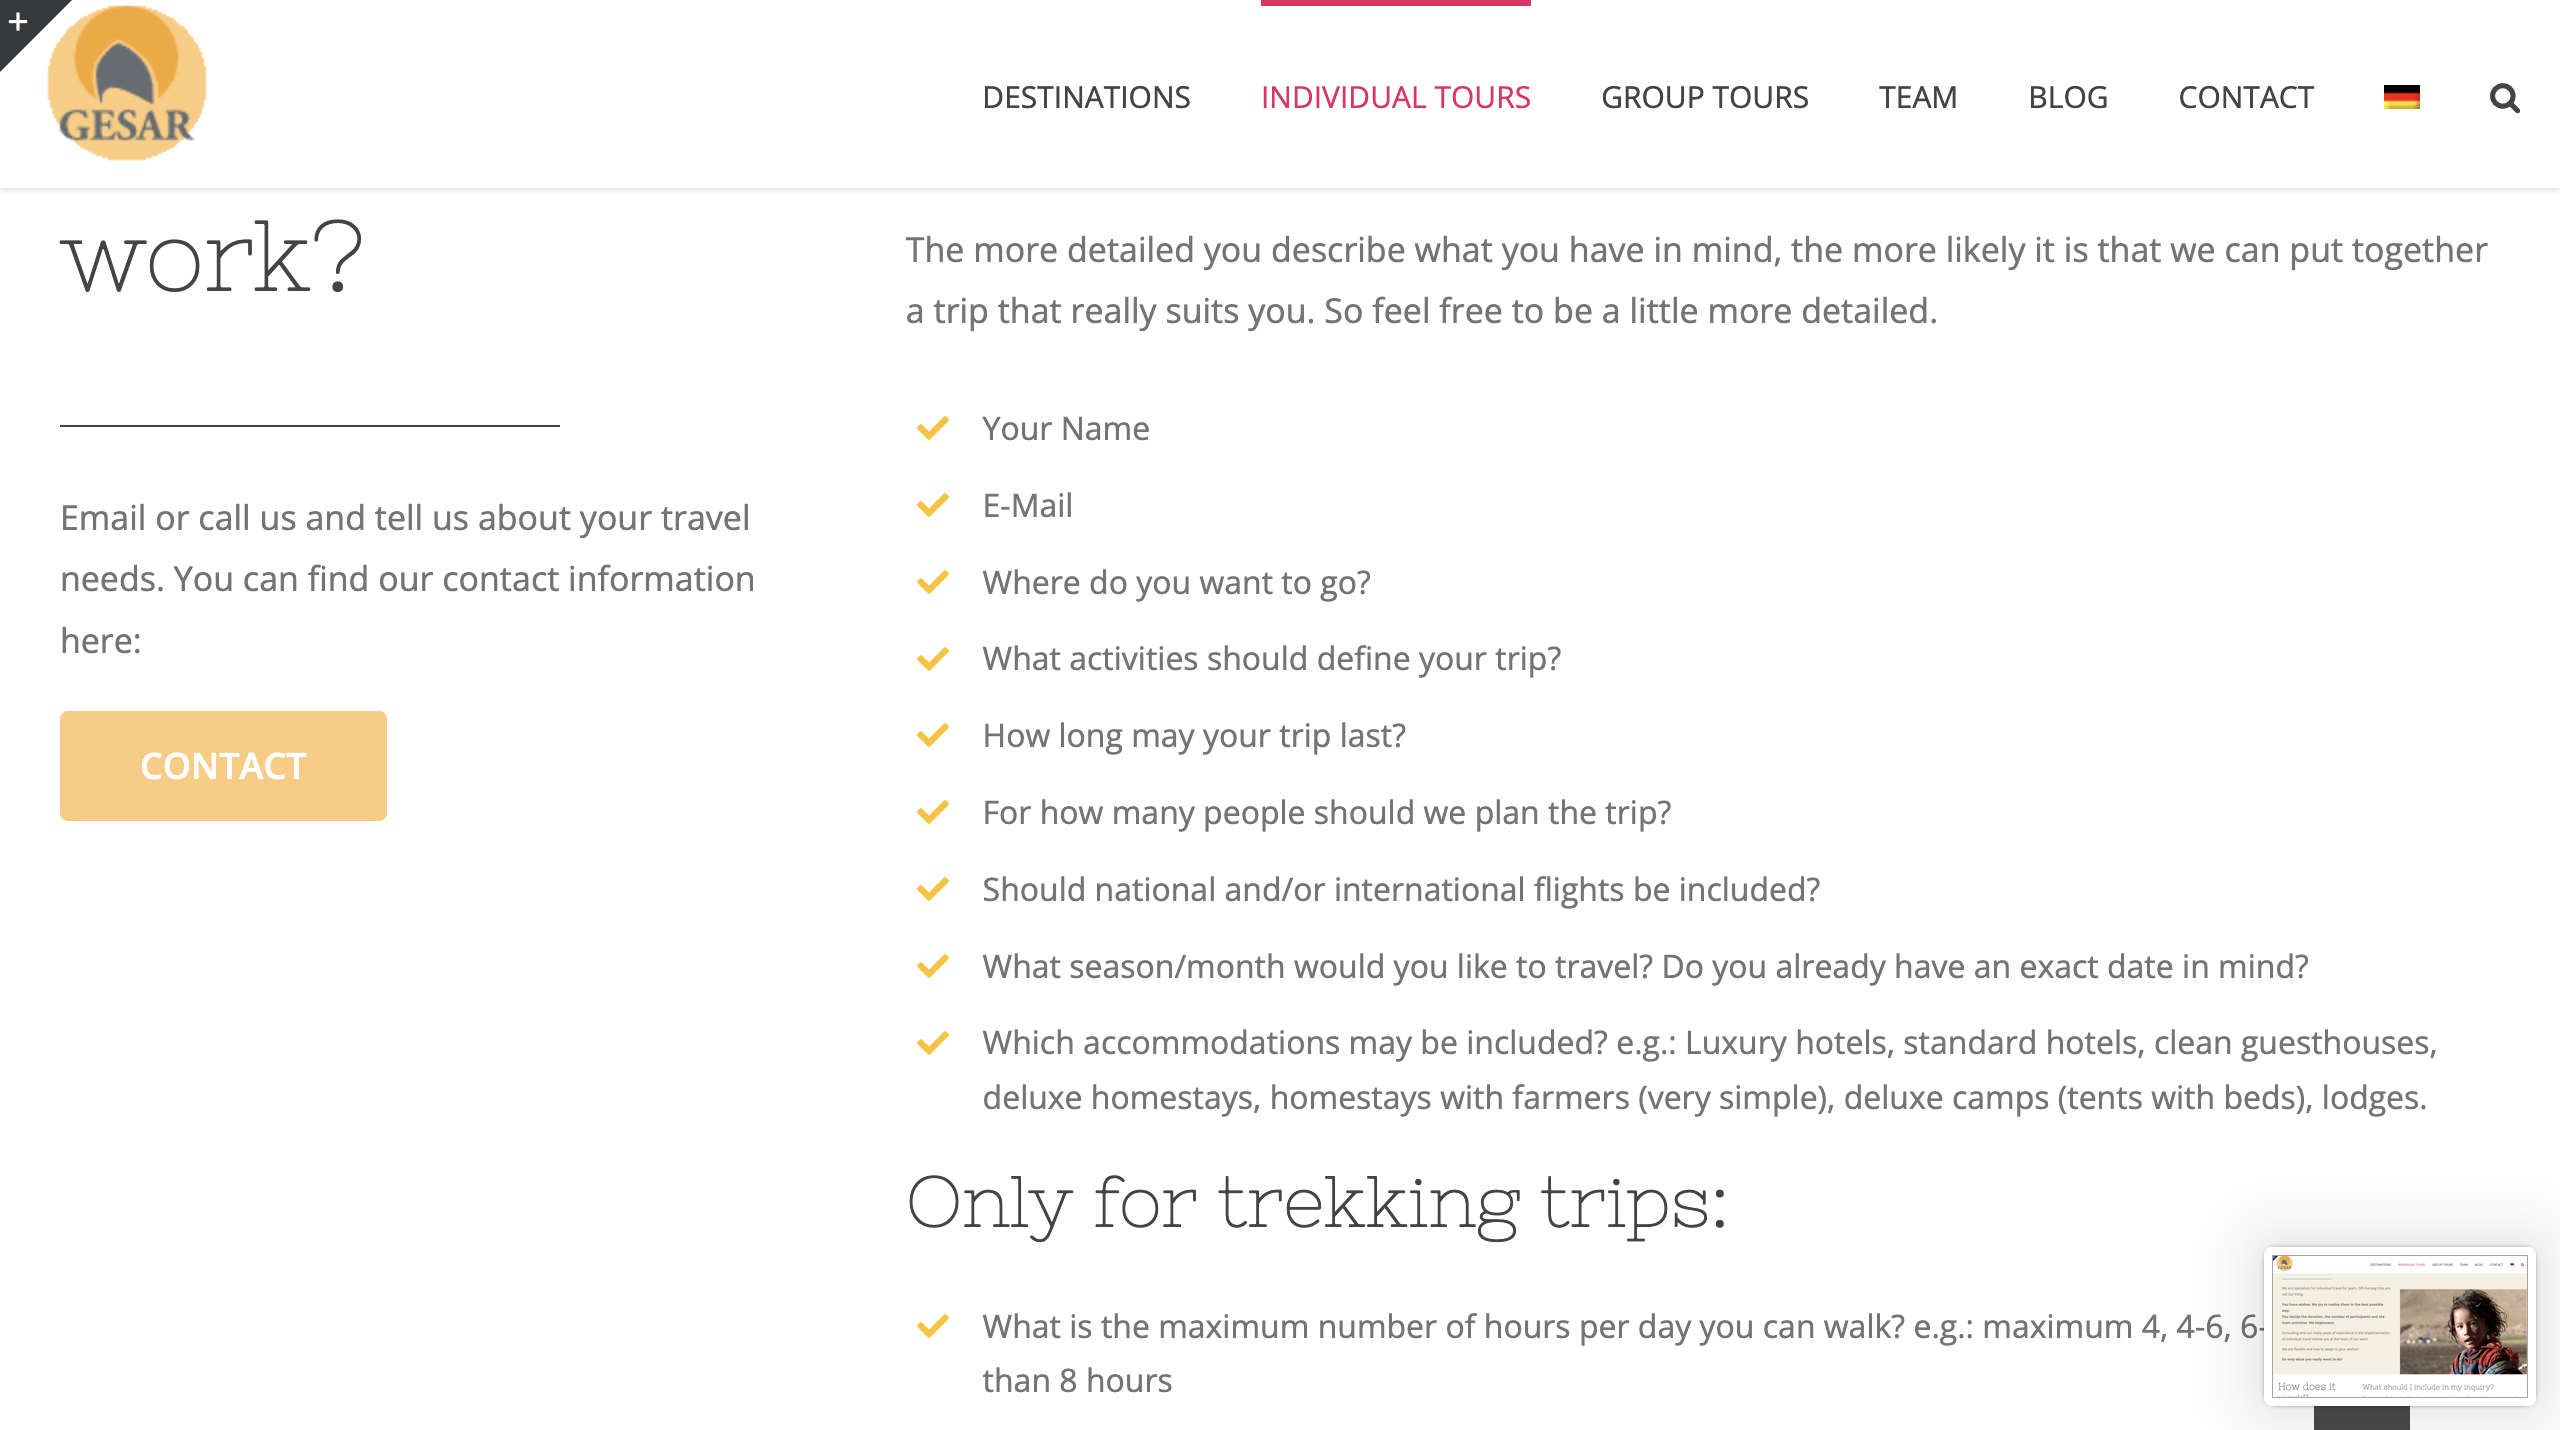 +
GESAR
DESTINATIONS
INDIVIDUAL TOURS
GROUP TOURS
TEAM
BLOG
CONTACT
work?
Email or call us and tell us about your travel
needs. You can find our contact information
here:
CONTACT
The more detailed you describe what you have in mind, the more likely it is that we can put together
a trip that really suits you. So feel free to be a little more detailed.
Your Name
E-Mail
Where do you want to go?
What activities should define your trip?
How long may your trip last?
For how many people should we plan the trip?
Should national and/or international flights be included?
What season/month would you like to travel? Do you already have an exact date in mind?
Which accommodations may be included? e.g.: Luxury hotels, standard hotels, clean guesthouses,
deluxe homestays, homestays with farmers (very simple), deluxe camps (tents with beds), lodges.
Only for trekking trips:
What is the maximum number of hours per day you can walk? e.g.: maximum 4, 4-6, 6-
than 8 hours
How does it
What should I include in my inquiry?